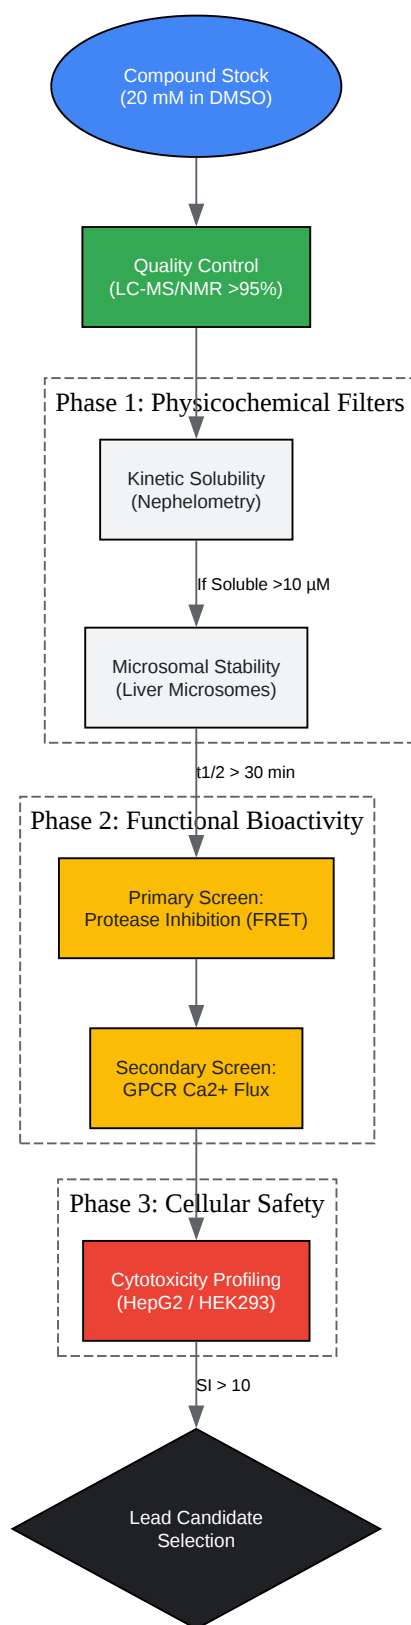 Compound Stock
(20 mM in DMSO)
Quality Control
(LC-MS/NMR >95%)
Phase 1: Physicochemical Filters
Kinetic Solubility
(Nephelometry)
If Soluble >10 µM
Microsomal Stability
(Liver Microsomes)
t1/2 > 30 min
Phase 2: Functional Bioactivity
Primary Screen:
Protease Inhibition (FRET)
Secondary Screen:
GPCR Ca2+ Flux
Phase 3: Cellular Safety
Cytotoxicity Profiling
(HepG2 / HEK293)
SI > 10
Lead Candidate
Selection